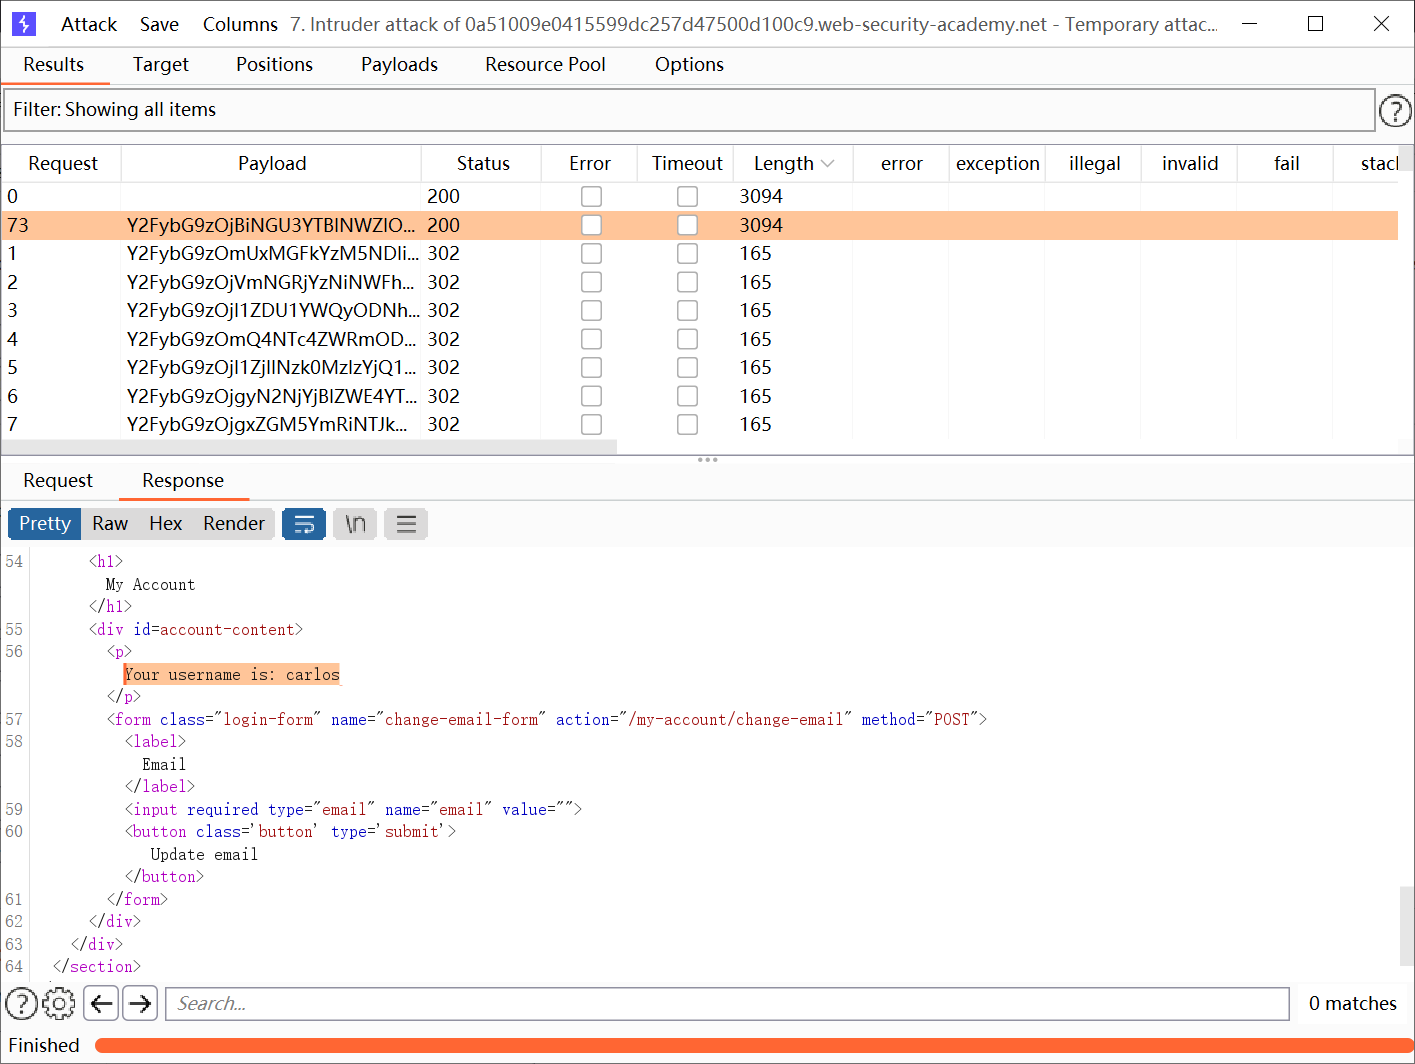 Attack Save Columns 7. Intruder attack of 0a51009e0415599dc257d47500d100c9.web-security-academy.net - Temporary attac...
Results Target Positions Payloads Resource Pool Options
Filter: Showing all items
Request Payload Status Error Timeout Length error exception illegal invalid fail stack
0 200 3094
73 Y2FybG9zOjBiNGU3YTBlNWZlO... 200 3094
1 Y2FybG9zOmUxMGFkYzM5NDli... 302 165
2 Y2FybG9zOjVmNGRjYzNiNWFh... 302 165
3 Y2FybG9zOjI1ZDU1YWQyODNh... 302 165
4 Y2FybG9zOmQ4NTc4ZWRmOD... 302 165
5 Y2FybG9zOjI1ZjllNzk0MzIzYjQ1... 302 165
6 Y2FybG9zOjgyN2NjYjBlZWE4YT... 302 165
7 Y2FybG9zOjgxZGM5YmRiNTJk... 302 165
Request Response
Pretty Raw Hex Render \n
54 <h1>
My Account
</h1>
55 <div id=account-content>
56 <p>
Your username is: carlos
</p>
57 <form class="login-form" name="change-email-form" action="/my-account/change-email" method="POST">
58 <label>
Email
</label>
59 <input required type="email" name="email" value="">
60 <button class='button' type='submit'>
Update email
</button>
61 </form>
62 </div>
63 </div>
64 </section>
Search... 0 matches
Finished